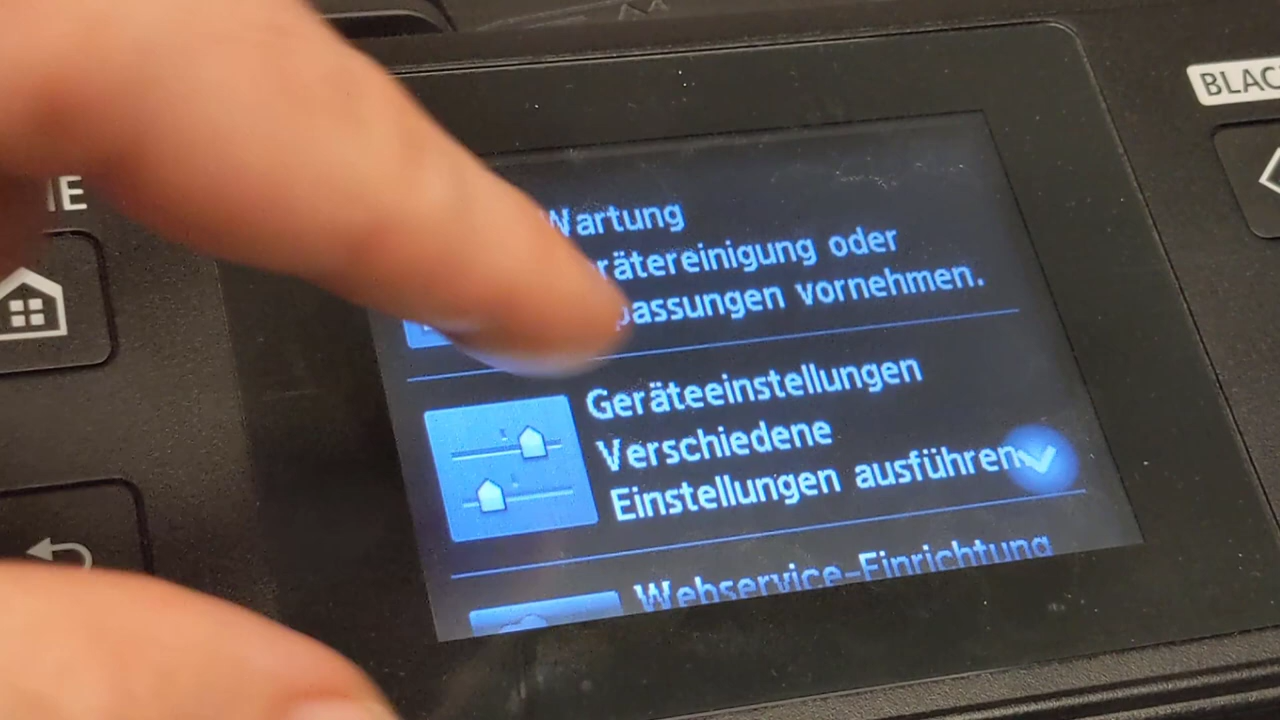 Wartung
rätereinigung oder
passungen vornehmen.
Geräteeinstellungen
Verschiedene
Einstellungen ausführen
Webservice-Einrichtung
BLAC